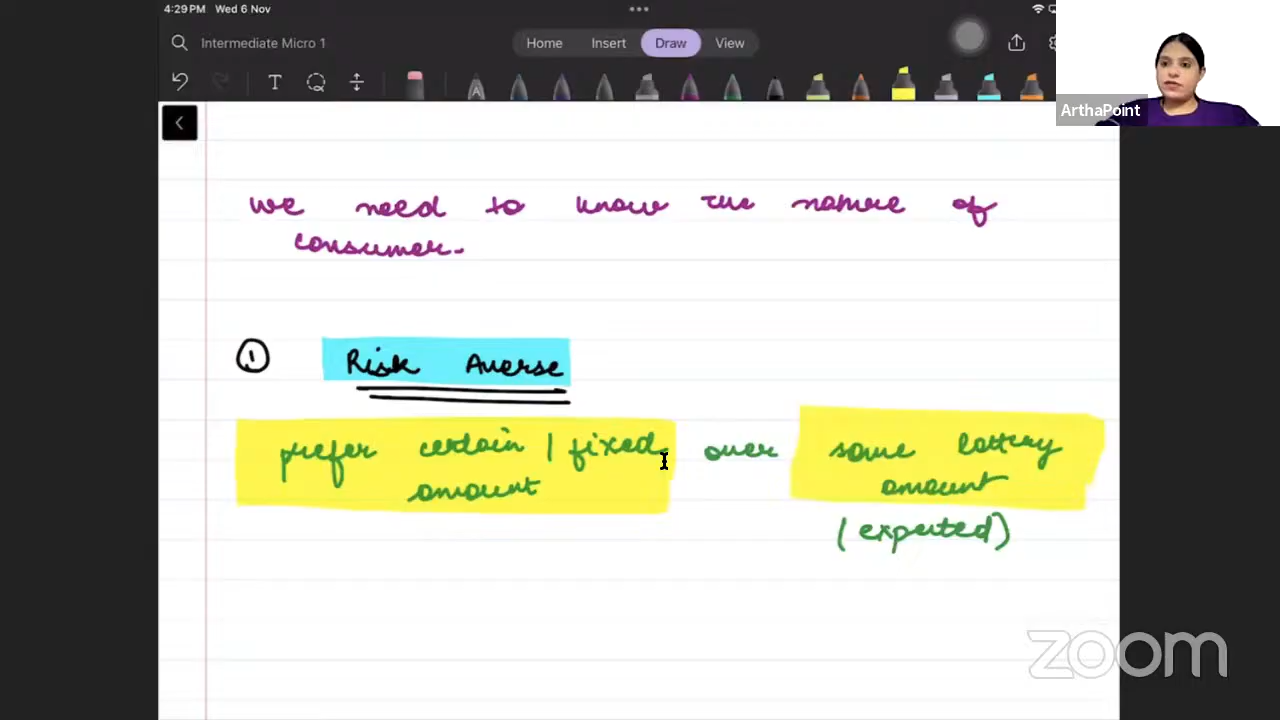 4:29 PM Wed 6 Nov
Intermediate Micro 1
Home Insert Draw View
ArthaPoint
we need to know the nature of
consumer.
① Risk Averse
prefer certain / fixed over same lottery
amount amount
(expected)
zoom